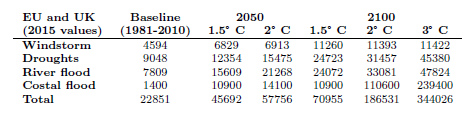 EU and UK Baseline 2050 2100
(2015 values) (1981-2010) 1.5° C 2° C 1.5° C 2° C 3° C
Windstorm 4594 6829 6913 11260 11393 11422
Droughts 9048 12354 15475 24723 31457 45380
River flood 7809 15609 21268 24072 33081 47824
Costal flood 1400 10900 14100 10900 110600 239400
Total 22851 45692 57756 70955 186531 344026